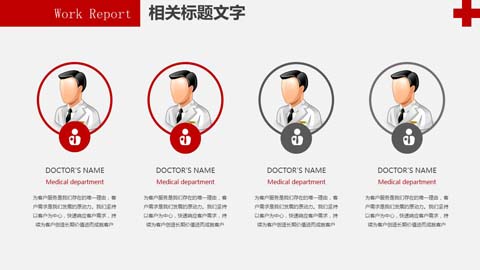 Work Report
相关标题文字
DOCTOR'S NAME
Medical department
为客户服务是我们存在的唯一理由，客
户需求是我们发展的原动力。我们坚持
以客户为中心，快速响应客户需求，持
续为客户创造长期价值进而成就客户
DOCTOR'S NAME
Medical department
为客户服务是我们存在的唯一理由，客
户需求是我们发展的原动力。我们坚持
以客户为中心，快速响应客户需求，持
续为客户创造长期价值进而成就客户
DOCTOR'S NAME
Medical department
为客户服务是我们存在的唯一理由，客
户需求是我们发展的原动力。我们坚持
以客户为中心，快速响应客户需求，持
续为客户创造长期价值进而成就客户
DOCTOR'S NAME
Medical department
为客户服务是我们存在的唯一理由，客
户需求是我们发展的原动力。我们坚持
以客户为中心，快速响应客户需求，持
续为客户创造长期价值进而成就客户